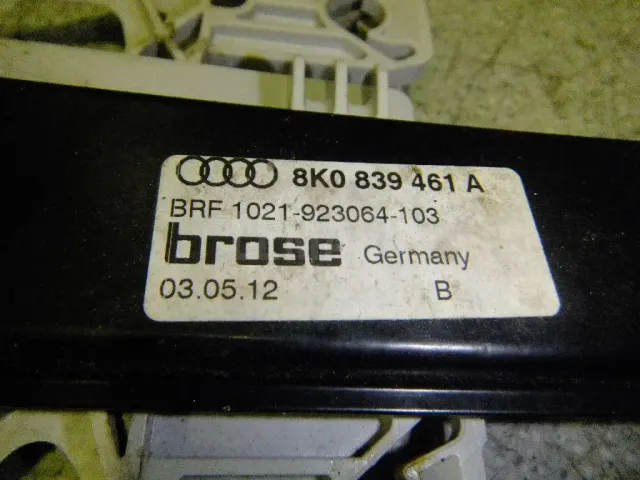 8K0 839 461 A
BRF 1021-923064-103
brose Germany
03.05.12 B